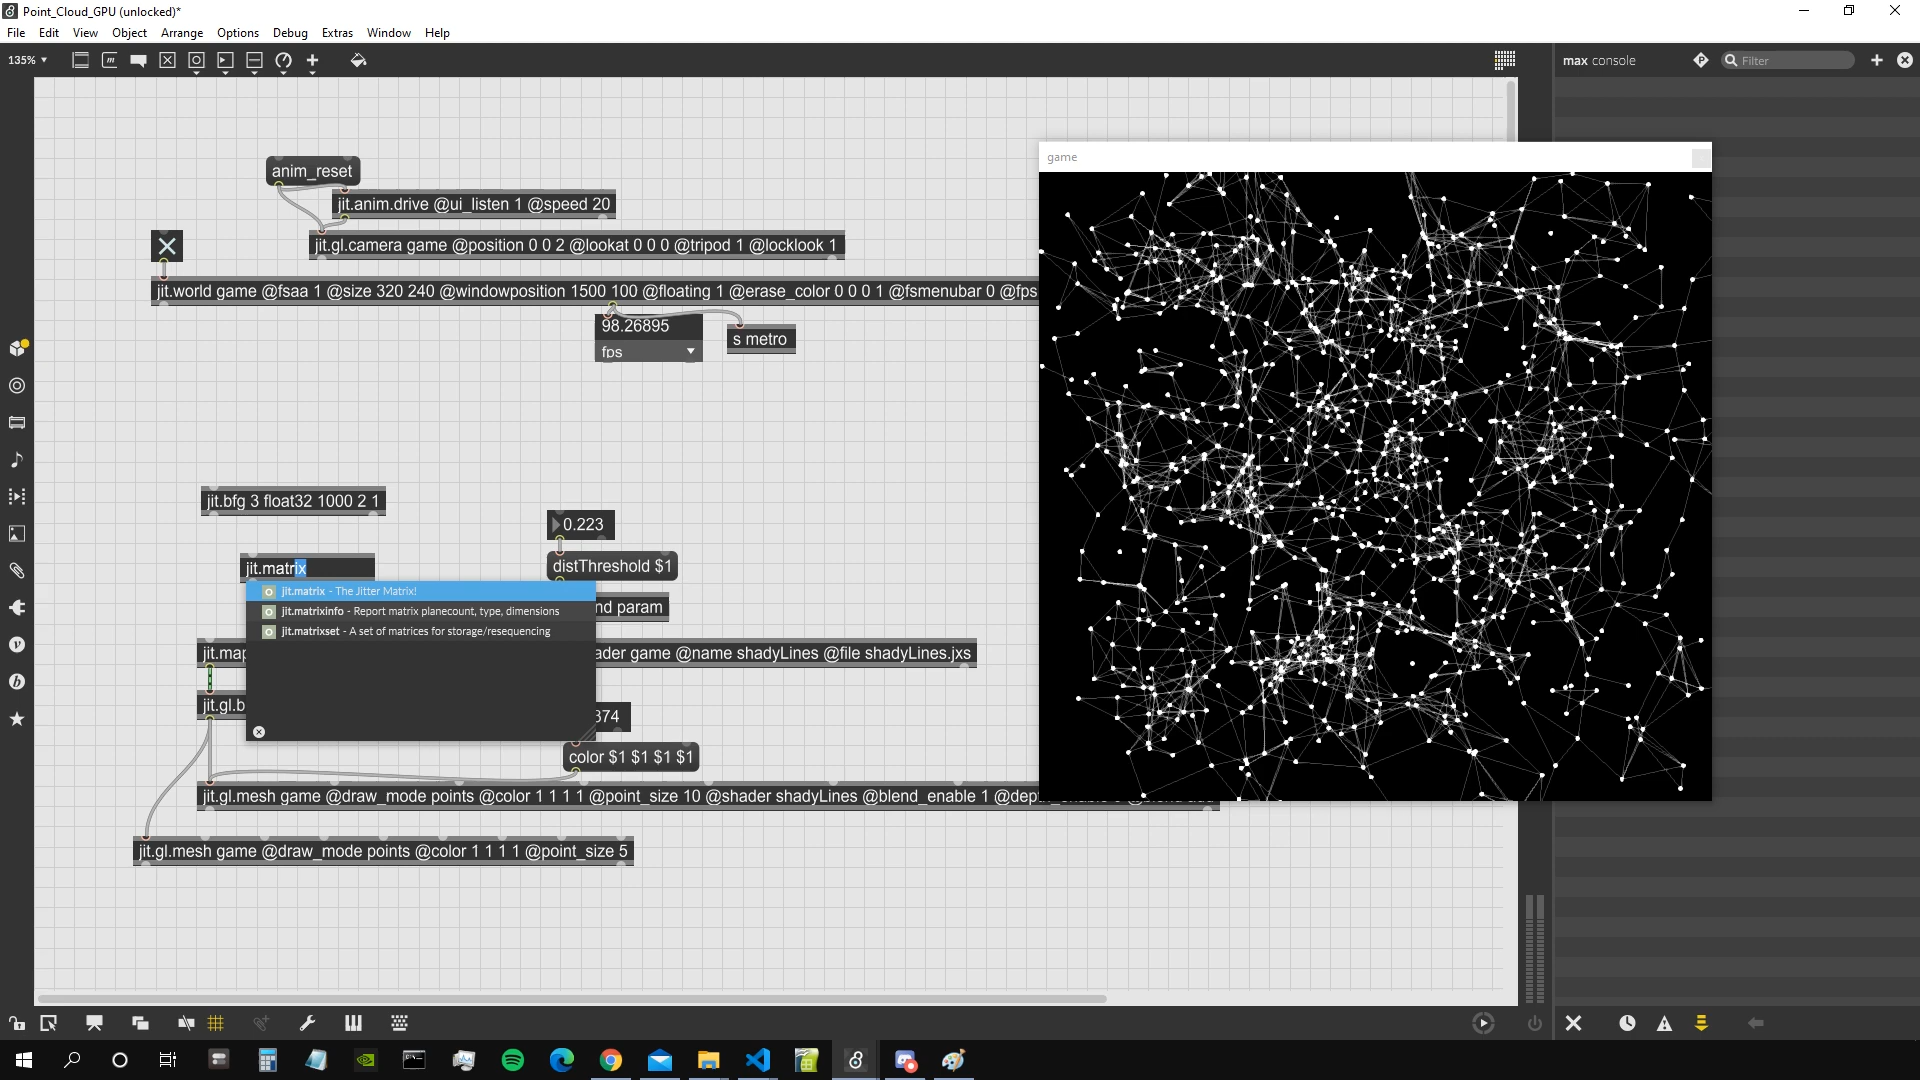 Point_Cloud_GPU (unlocked)*
File Edit View Object Arrange Options Debug Extras Window Help
135%
max console
Filter
game
anim_reset
jit.anim.drive @ui_listen 1 @speed 20
jit.gl.camera game @position 0 0 2 @lookat 0 0 0 @tripod 1 @locklook 1
jit.world game @fsaa 1 @size 320 240 @windowposition 1500 100 @floating 1 @erase_color 0 0 0 1 @fsmenubar 0 @fps
98.26895
fps
s metro
jit.bfg 3 float32 1000 2 1
0.223
jit.matrix
distThreshold $1
jit.matrix - The Jitter Matrix!
jit.matrixinfo - Report matrix planecount, type, dimensions
jit.matrixset - A set of matrices for storage/resequencing
nd param
jit.map
ader game @name shadyLines @file shadyLines.jxs
jit.gl.b
374
color $1 $1 $1 $1
jit.gl.mesh game @draw_mode points @color 1 1 1 1 @point_size 10 @shader shadyLines @blend_enable 1
jit.gl.mesh game @draw_mode points @color 1 1 1 1 @point_size 5